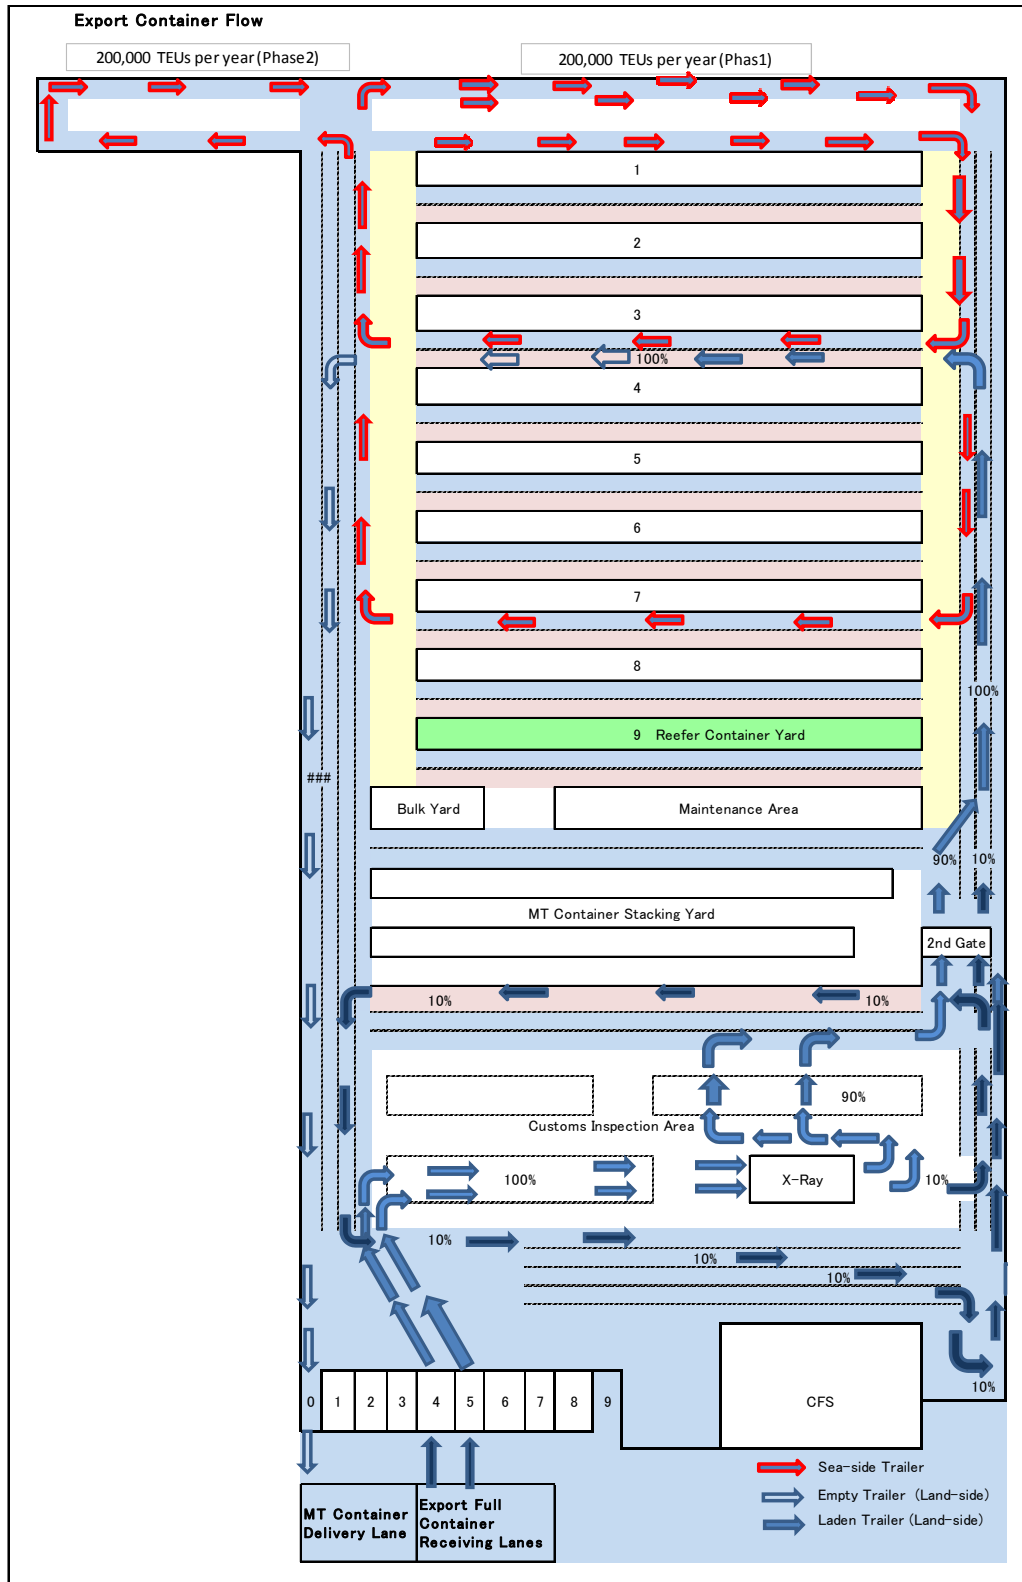 Export Container Flow
200,000 TEUs per year(Phase2)
200,000 TEUs per year(Phas1)
1
2
3
100%
4
5
6
7
8
100%
9 Reefer Container Yard
###
Bulk Yard
Maintenance Area
90%
10%
MT Container Stacking Yard
2nd Gate
10%
10%
90%
Customs Inspection Area
100%
X-Ray
10%
10%
10%
10%
10%
0
1
2
3
4
5
6
7
8
9
CFS
Sea-side Trailer
Empty Trailer (Land-side)
Laden Trailer (Land-side)
MT Container
Delivery Lane
Export Full
Container
Receiving Lanes